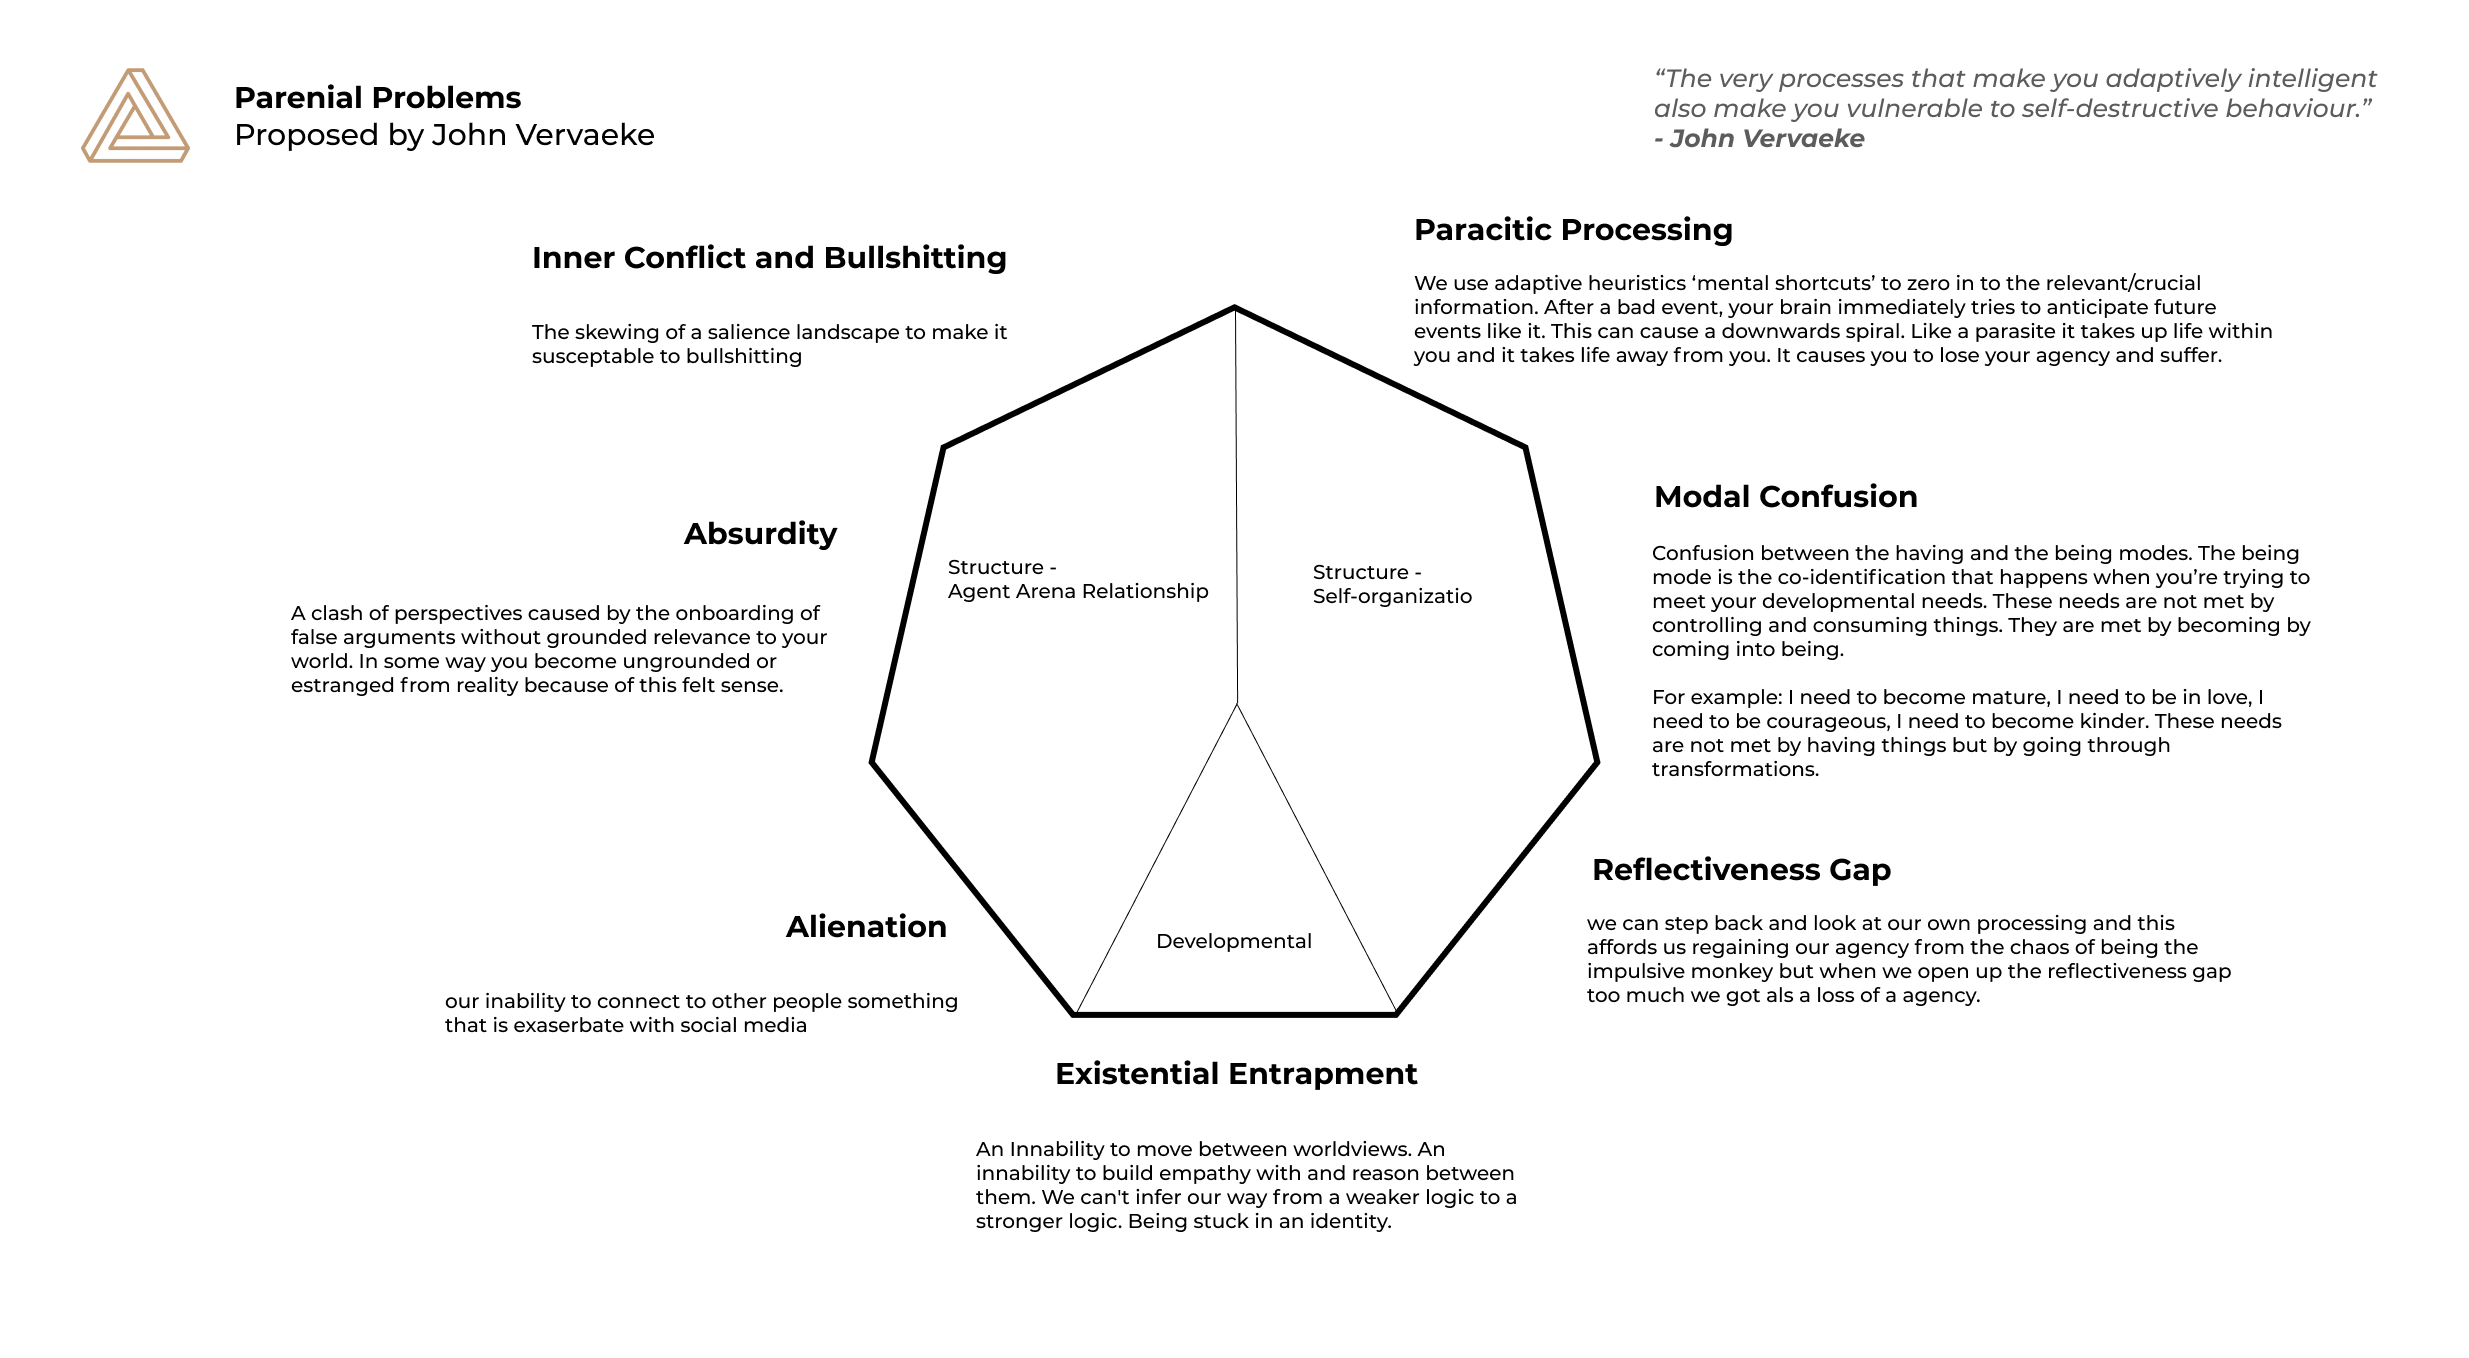 Parenial Problems
Proposed by John Vervaeke
“The very processes that make you adaptively intelligent
also make you vulnerable to self-destructive behaviour.”
- John Vervaeke
Inner Conflict and Bullshitting
The skewing of a salience landscape to make it
susceptable to bullshitting
Paracitic Processing
We use adaptive heuristics ‘mental shortcuts’ to zero in to the relevant/crucial
information. After a bad event, your brain immediately tries to anticipate future
events like it. This can cause a downwards spiral. Like a parasite it takes up life within
you and it takes life away from you. It causes you to lose your agency and suffer.
Absurdity
A clash of perspectives caused by the onboarding of
false arguments without grounded relevance to your
world. In some way you become ungrounded or
estranged from reality because of this felt sense.
Structure -
Agent Arena Relationship
Structure -
Self-organizatio
Modal Confusion
Confusion between the having and the being modes. The being
mode is the co-identification that happens when you’re trying to
meet your developmental needs. These needs are not met by
controlling and consuming things. They are met by becoming by
coming into being.
For example: I need to become mature, I need to be in love, I
need to be courageous, I need to become kinder. These needs
are not met by having things but by going through
transformations.
Alienation
our inability to connect to other people something
that is exaserbate with social media
Developmental
Reflectiveness Gap
we can step back and look at our own processing and this
affords us regaining our agency from the chaos of being the
impulsive monkey but when we open up the reflectiveness gap
too much we got als a loss of a agency.
Existential Entrapment
An Innability to move between worldviews. An
innability to build empathy with and reason between
them. We can't infer our way from a weaker logic to a
stronger logic. Being stuck in an identity.